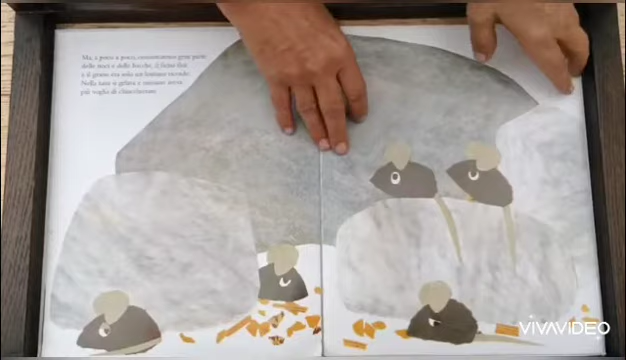 Ma, a poco a poco, consumarono gran parte
delle noci e delle bacche, il fieno finì
e il grano era solo un lontano ricordo.
Nella tana si gelava e nessuno aveva
più voglia di chiacchierare.
VIVAVIDEO